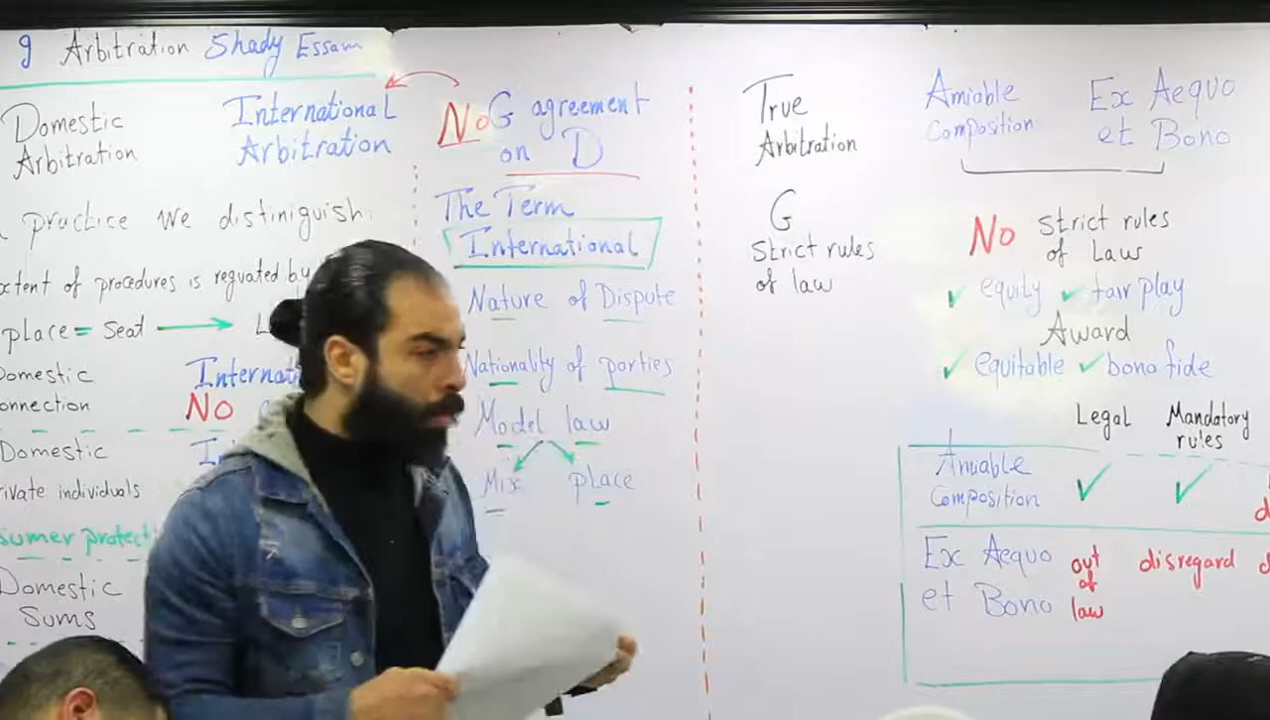 g Arbitration Shady Essam
Domestic
Arbitration
International
Arbitration
practice we distiniguish:
extent of procedures is reguated by
place = Seat
Domestic
onnection
Internati
NO
Domestic
rivate individuals
sumer protect
Domestic
Sums
No G agreement
on D
The Term
International
Nature of Dispute
Nationality of parties
Model law
Mix place
True
Arbitration
G
Strict rules
of law
Amiable
Composition
Ex Aequo
et Bono
No strict rules
of Law
✓ equity ✓ fair play
Award
✓ equitable ✓ bona fide
Legal Mandatory
rules
Amiable
Composition ✓ ✓
Ex Aequo
et Bono
out
of
law
disregard